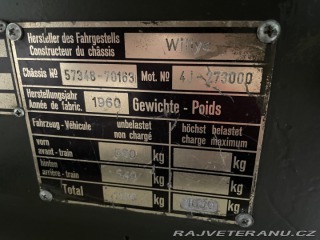 Hersteller des Fahrgestells
Constructeur du châssis
Châssis No 57348-70163 Mot. No 4J-273000
Herstellungsjahr
Année de fabric. 1960 Gewichte - Poids
Fahrzeug - Véhicule unbelastet höchst belastet
non chargé charge maximum
vorn
avant - train kg kg
hinten
arrière - train kg kg
Total kg kg
RAJVETERANU.CZ